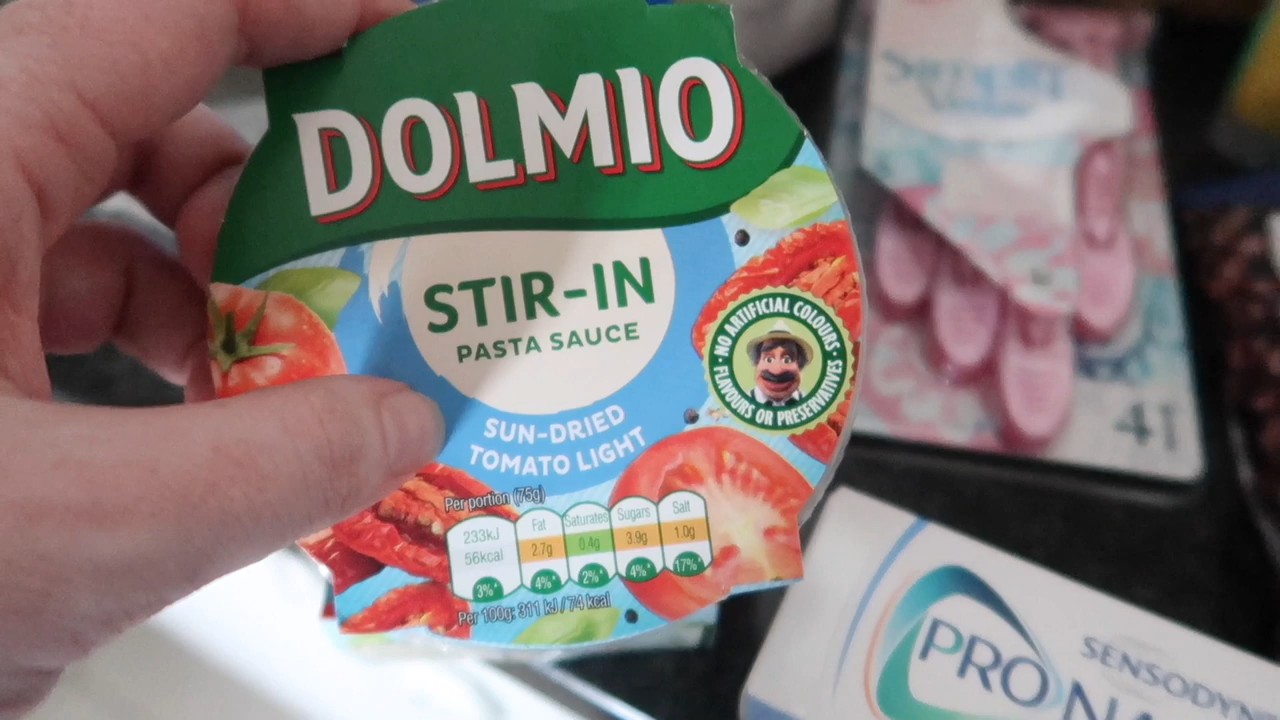 DOLMIO
STIR-IN
PASTA SAUCE
SUN-DRIED
TOMATO LIGHT
NO ARTIFICIAL COLOURS
FLAVOURS OR PRESERVATIVES
Per portion (75g)
233kJ
56kcal
3%*
Fat
2.7g
4%*
Saturates
0.4g
2%*
Sugars
3.9g
4%*
Salt
1.0g
17%*
Per 100g: 311 kJ / 74 kcal
41
SENSODYN
PRONA